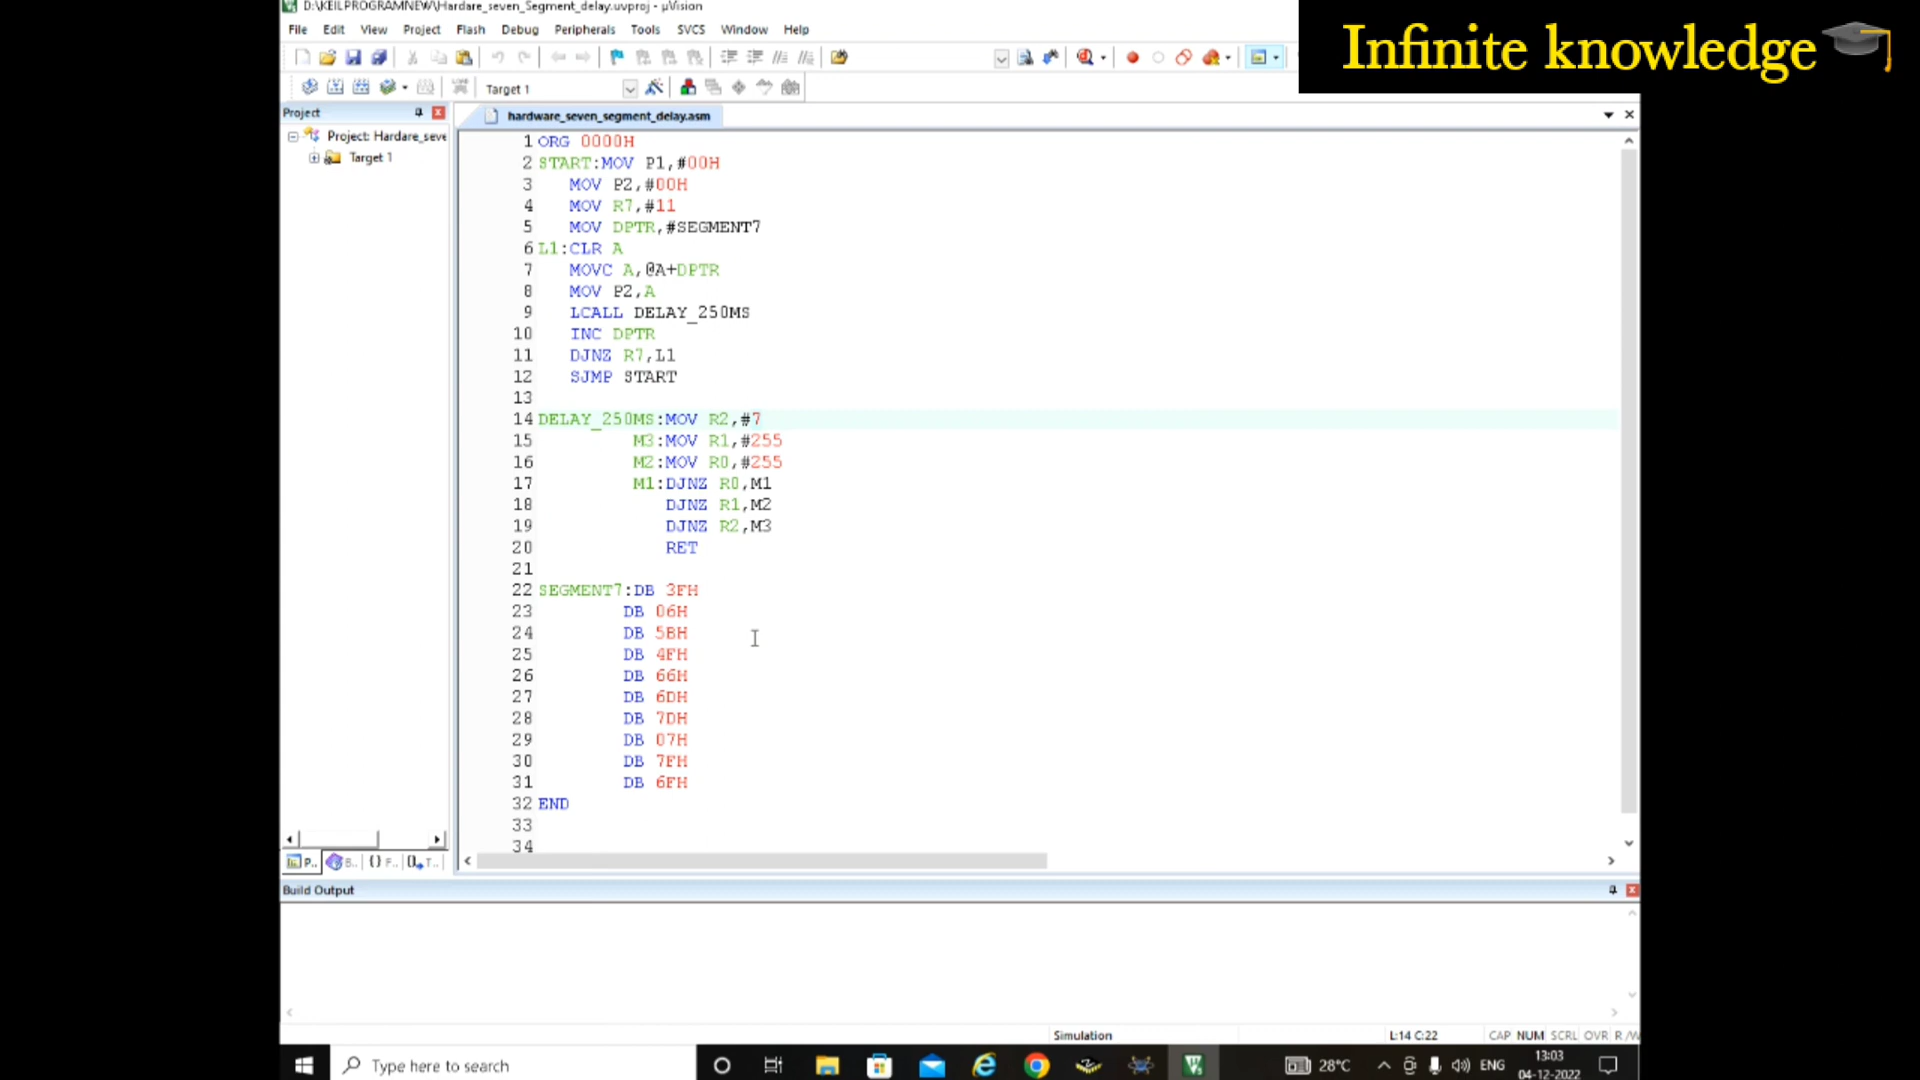 D:\KEILPROGRAMNEW\Hardare_seven_Segment_delay.uvproj - µVision
Infinite knowledge
File Edit View Project Flash Debug Peripherals Tools SVCS Window Help
Target 1
Project
hardware_seven_segment_delay.asm
Project: Hardare_seve
Target 1
1 ORG 0000H
2 START:MOV P1,#00H
3 MOV P2,#00H
4 MOV R7,#11
5 MOV DPTR,#SEGMENT7
6 L1:CLR A
7 MOVC A,@A+DPTR
8 MOV P2,A
9 LCALL DELAY_250MS
10 INC DPTR
11 DJNZ R7,L1
12 SJMP START
13
14 DELAY_250MS:MOV R2,#7
15 M3:MOV R1,#255
16 M2:MOV R0,#255
17 M1:DJNZ R0,M1
18 DJNZ R1,M2
19 DJNZ R2,M3
20 RET
21
22 SEGMENT7:DB 3FH
23 DB 06H
24 DB 5BH
25 DB 4FH
26 DB 66H
27 DB 6DH
28 DB 7DH
29 DB 07H
30 DB 7FH
31 DB 6FH
32 END
33
34
P.. B.. {} F.. T..
Build Output
Simulation L:14 C:22 CAP NUM SCRL OVR R/W
Type here to search
28°C ENG 13:03
04-12-2022